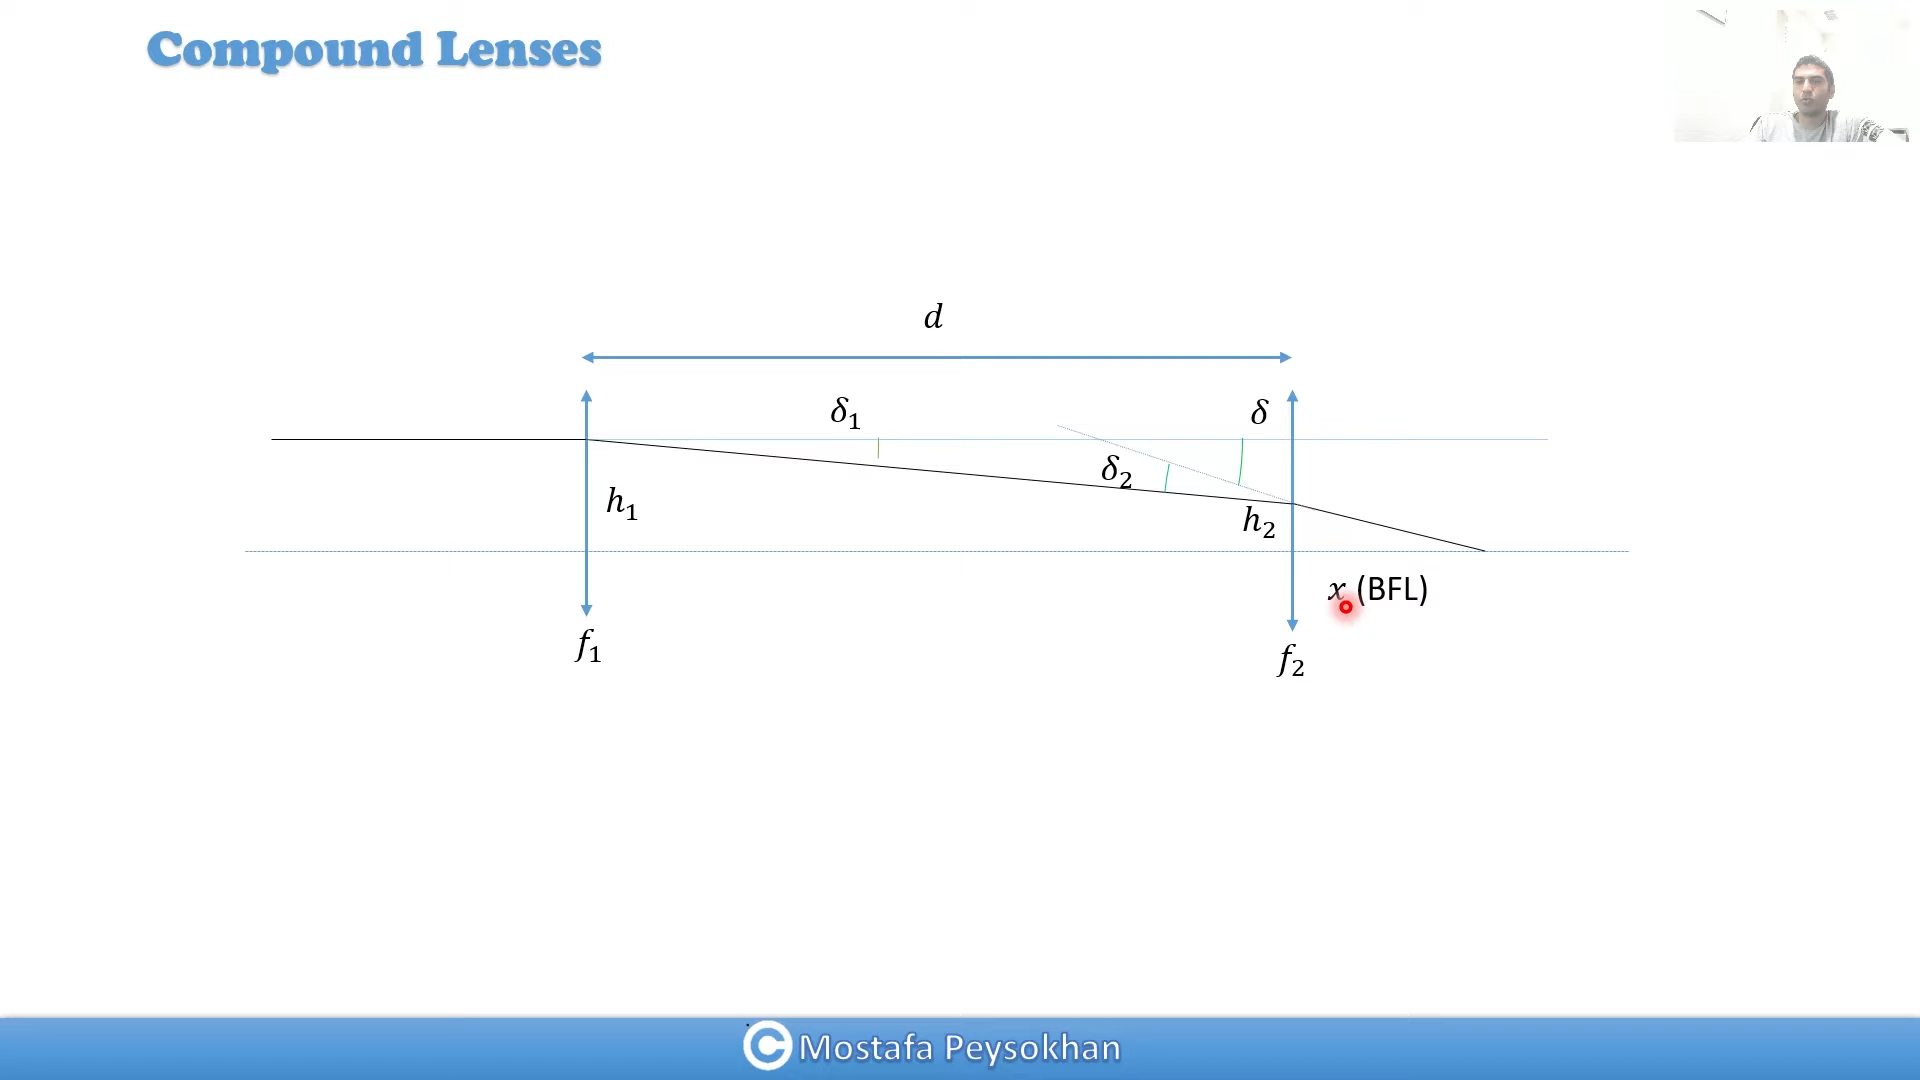 Compound Lenses
d
δ₁
δ
δ₂
h₁
h₂
x (BFL)
f₁
f₂
© Mostafa Peysokhan